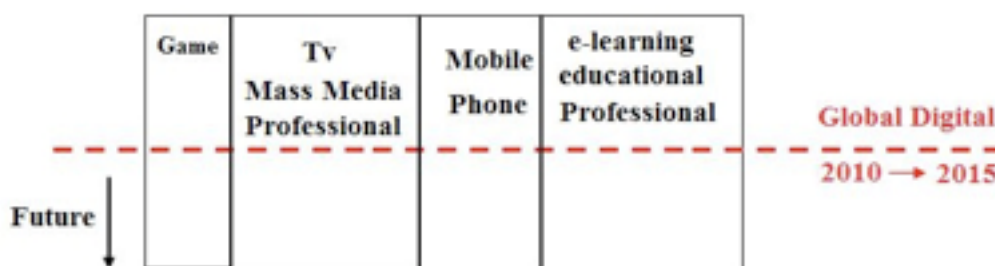 Game
Tv
Mass Media
Professional
Mobile
Phone
e-learning
educational
Professional
Global Digital
2010 → 2015
Future